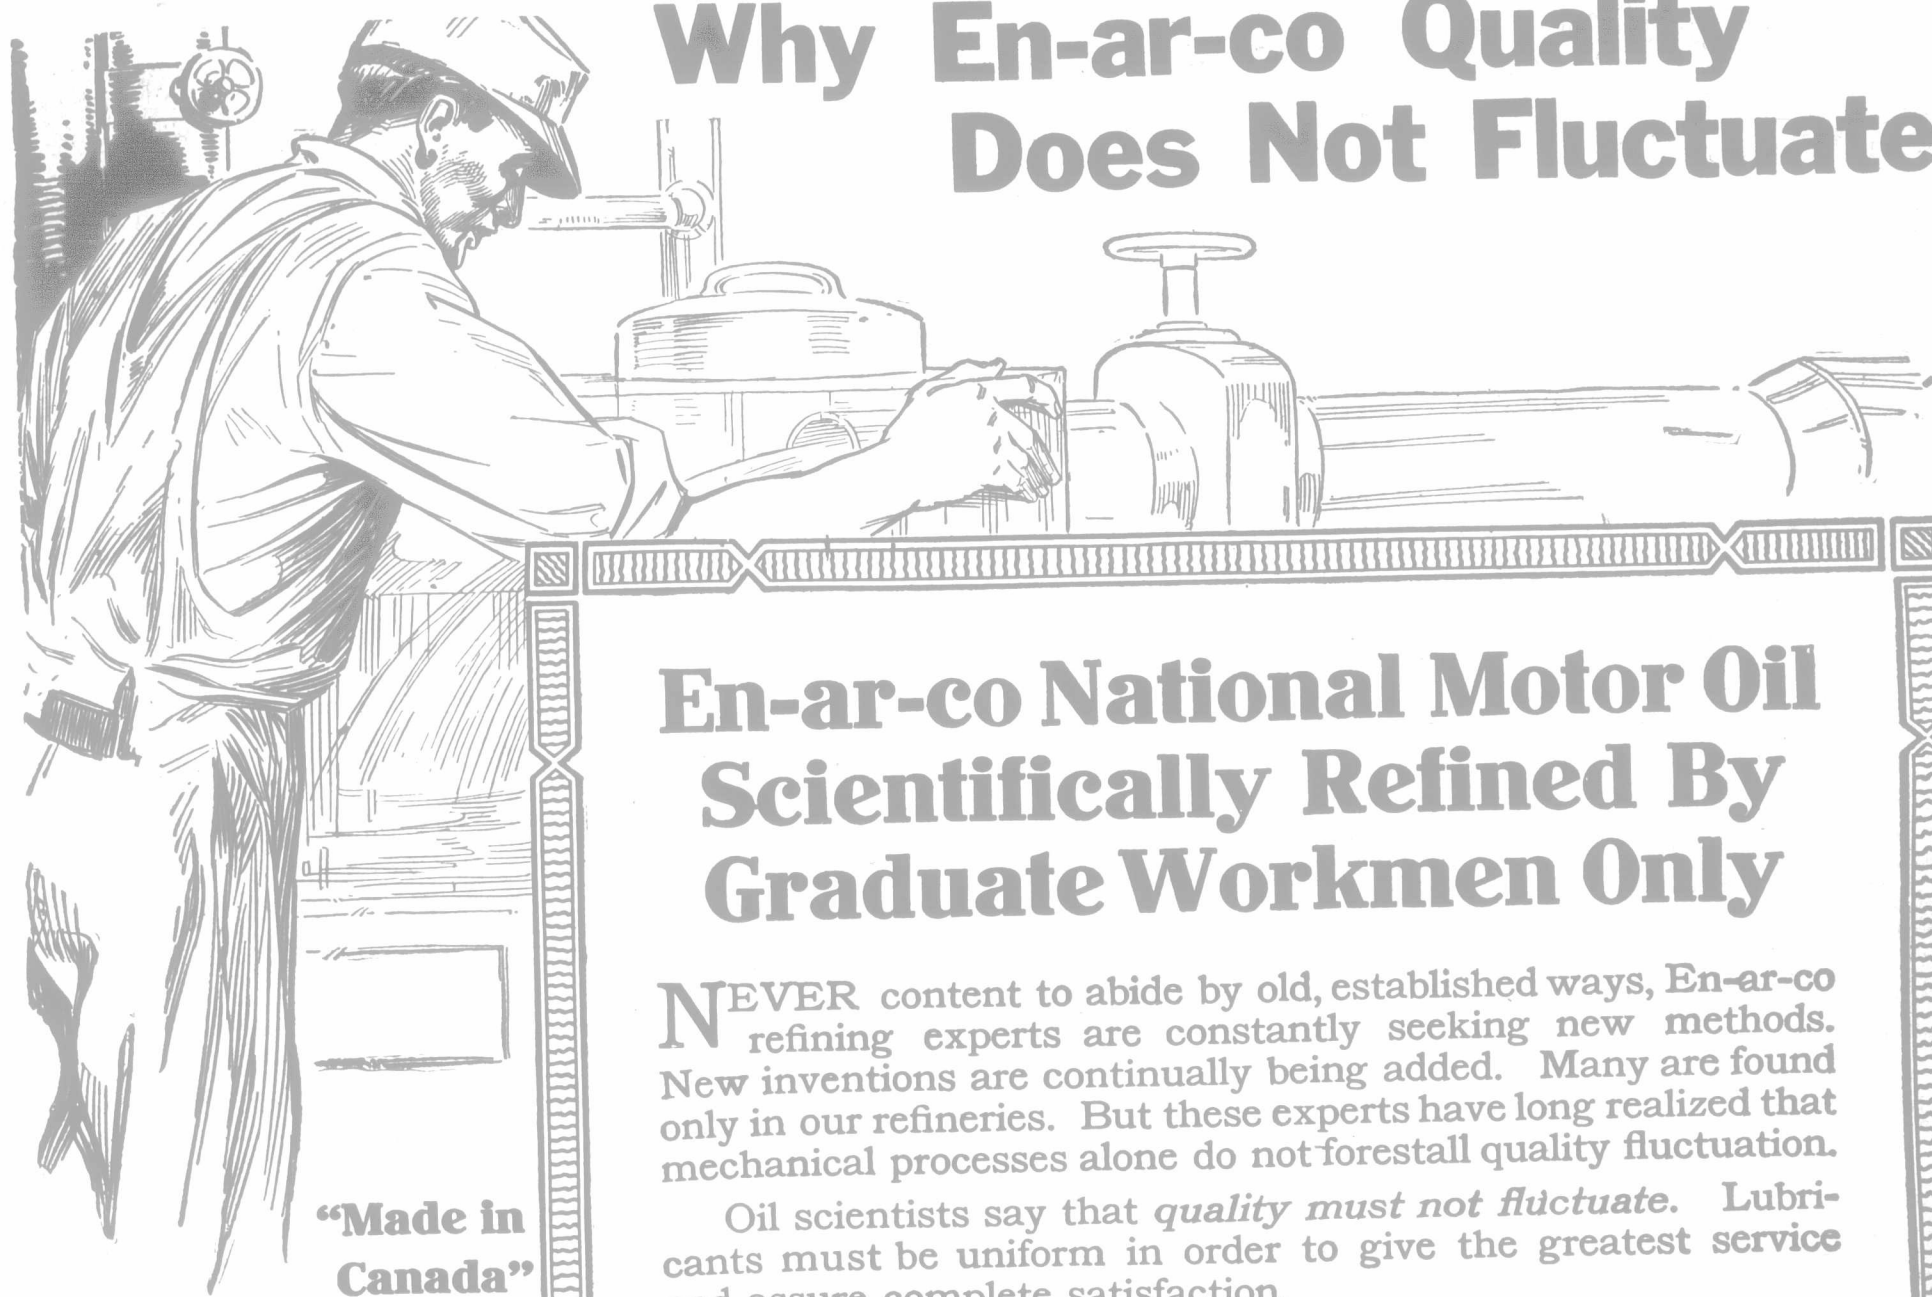 Why En-ar-co Quality
Does Not Fluctuate
En-ar-co National Motor Oil
Scientifically Refined By
Graduate Workmen Only
NEVER content to abide by old, established ways, En-ar-co
refining experts are constantly seeking new methods.
New inventions are continually being added. Many are found
only in our refineries. But these experts have long realized that
mechanical processes alone do not forestall quality fluctuation.
Oil scientists say that quality must not fluctuate. Lubri-
cants must be uniform in order to give the greatest service
and assure complete satisfaction.
“Made in
Canada”